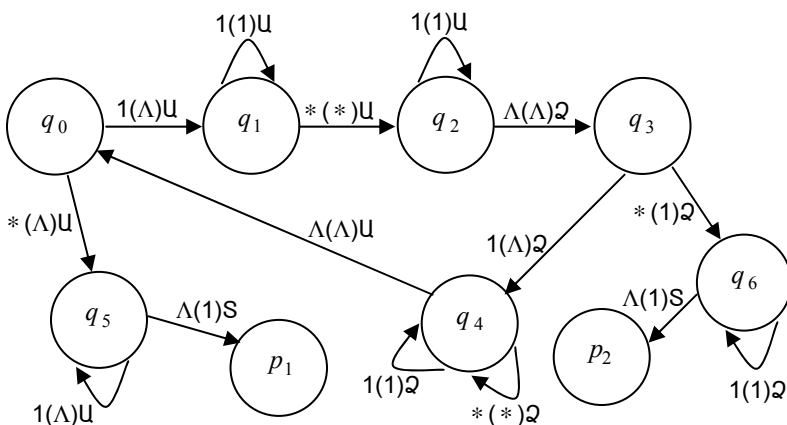 1(Λ)Ա
1(1)Ա
*(*)Ա
1(1)Ա
Λ(Λ)Ձ
q0
q1
q2
q3
*(Λ)Ա
Λ(Λ)Ա
1(Λ)Ձ
*(1)Ձ
q5
Λ(1)Տ
p1
q4
Λ(1)Տ
p2
q6
1(Λ)Ա
1(1)Ձ
*(*)Ձ
1(1)Ձ